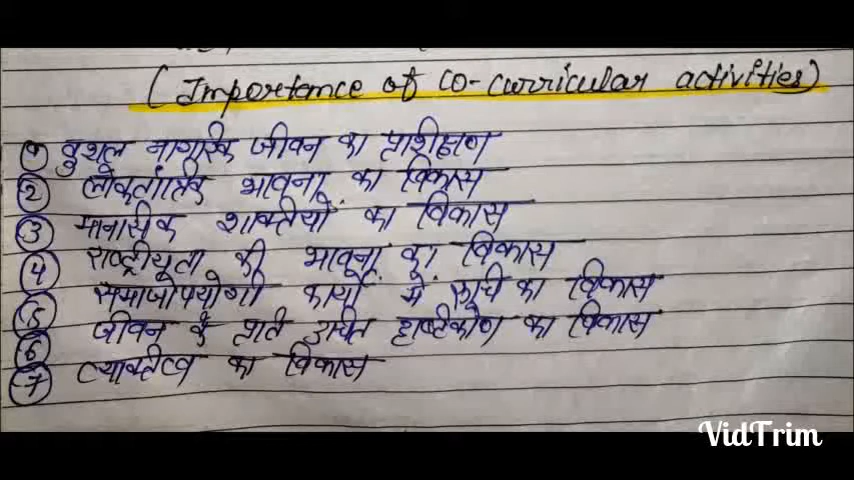 (Importemce of co-curricular activities)
① कुशल नागरिक जीवन का प्रशिक्षण
② लोकतांत्रिक भावना का विकास
③ मानसिक शक्तियों का विकास
④ राष्ट्रीयता की भावना का विकास
⑤ समाजोपयोगी कार्यों में रूचि का विकास
⑥ जीवन के प्रति उचित दृष्टिकोण का विकास
⑦ व्यक्तित्व का विकास
VidTrim